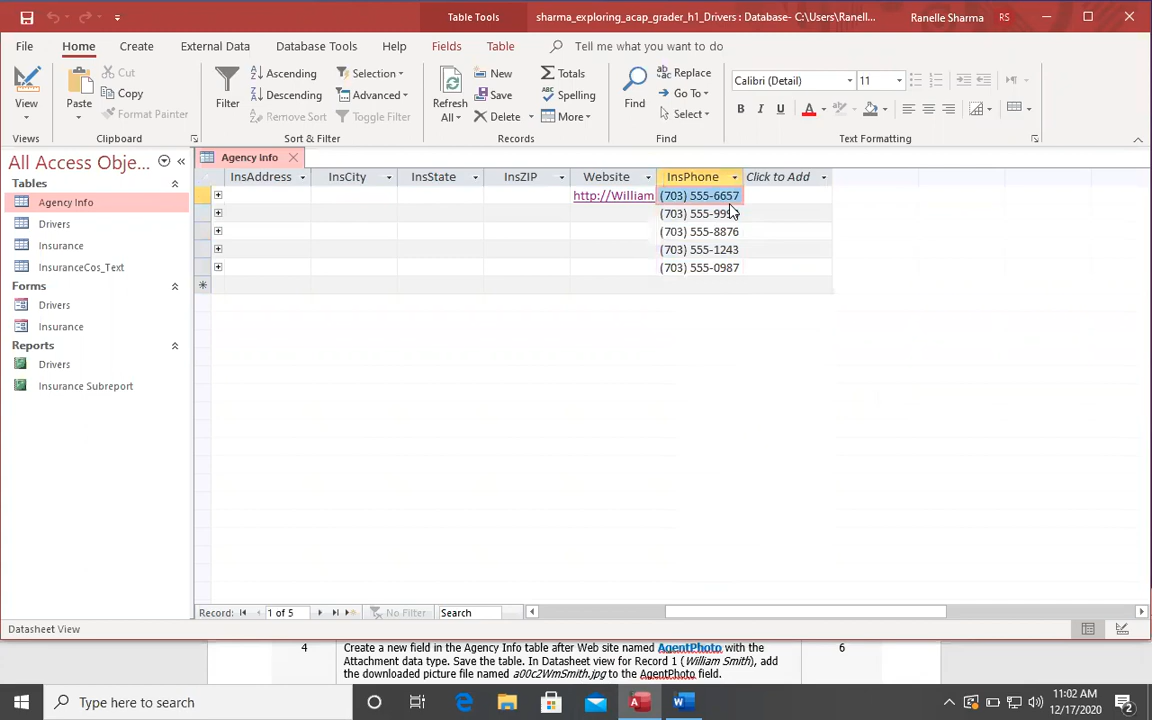 Table Tools
sharma_exploring_acap_grader_h1_Drivers : Database- C:\Users\Ranell...
Ranelle Sharma
RS
File
Home
Create
External Data
Database Tools
Help
Fields
Table
Tell me what you want to do
View
Views
Paste
Cut
Copy
Format Painter
Clipboard
Filter
Ascending
Descending
Remove Sort
Selection
Advanced
Toggle Filter
Sort & Filter
Refresh
All
New
Save
Delete
Totals
Spelling
More
Records
Find
Replace
Go To
Select
Find
Calibri (Detail)
11
B I U A
Text Formatting
All Access Obje...
Tables
Agency Info
Drivers
Insurance
InsuranceCos_Text
Forms
Drivers
Insurance
Reports
Drivers
Insurance Subreport
Agency Info
InsAddress InsCity InsState InsZIP Website InsPhone Click to Add
http://William (703) 555-6657
(703) 555-99
(703) 555-8876
(703) 555-1243
(703) 555-0987
Record: 1 of 5 No Filter Search
Datasheet View
4 Create a new field in the Agency Info table after Web site named AgentPhoto with the 6
Attachment data type. Save the table. In Datasheet view for Record 1 (William Smith), add
the downloaded picture file named a00c2WmSmith.jpg to the AgentPhoto field.
Type here to search
11:02 AM
12/17/2020
2